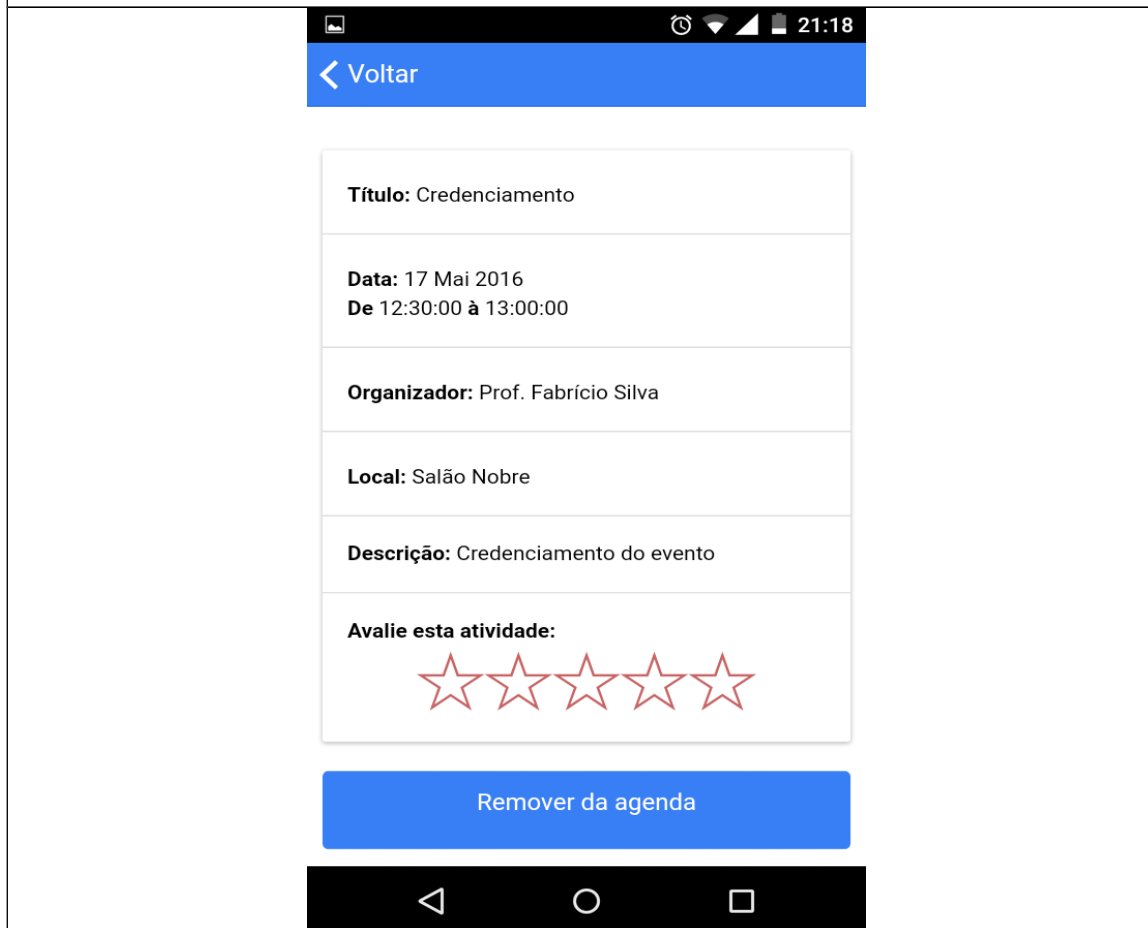 21:18
Voltar
Título: Credenciamento
Data: 17 Mai 2016
De 12:30:00 à 13:00:00
Organizador: Prof. Fabrício Silva
Local: Salão Nobre
Descrição: Credenciamento do evento
Avalie esta atividade:
Remover da agenda